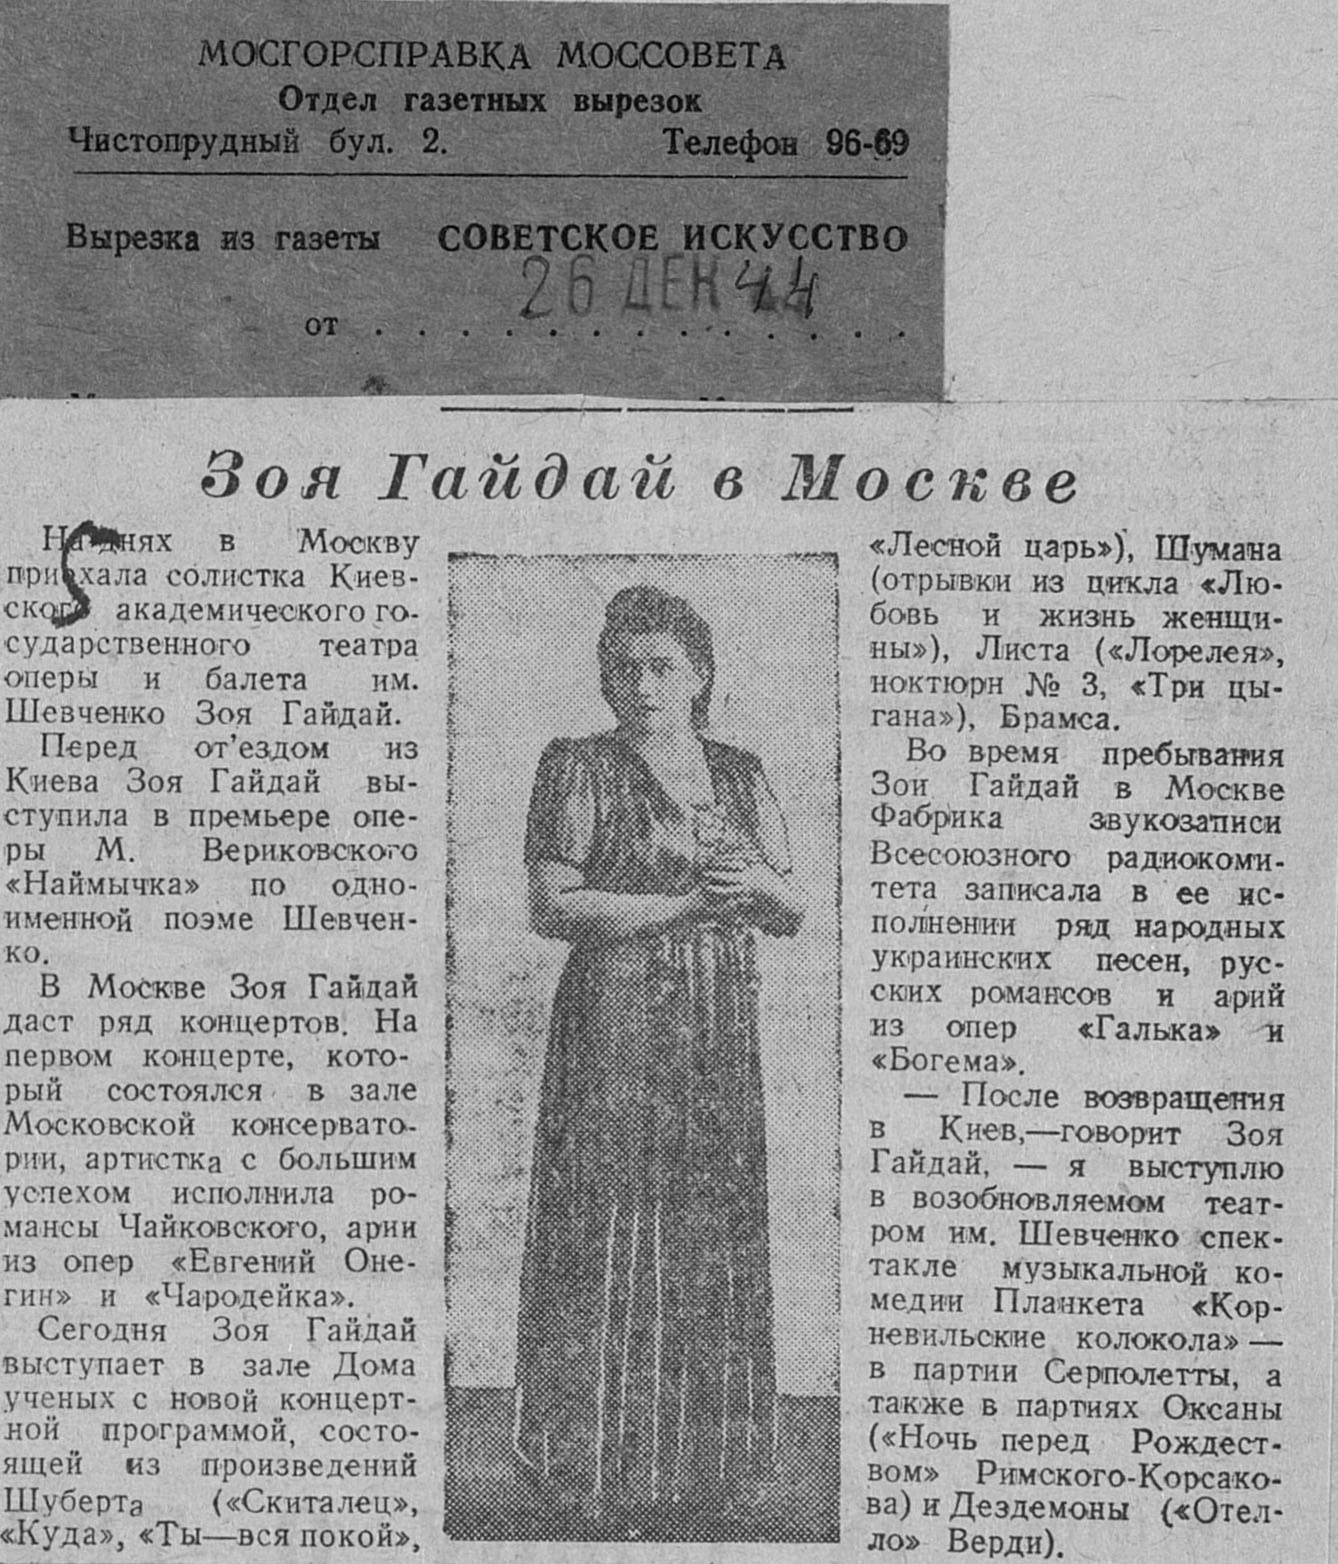 МОСГОРСПРАВКА МОССОВЕТА
Отдел газетных вырезок
Чистопрудный бул. 2. Телефон 96-69
Вырезка из газеты СОВЕТСКОЕ ИСКУССТВО
26 ДЕК 44
от . . . . . . . . . . . . .
Зоя Гайдай в Москве
На днях в Москву
приехала солистка Киев-
ского академического го-
сударственного театра
оперы и балета им.
Шевченко Зоя Гайдай.
Перед от'ездом из
Киева Зоя Гайдай вы-
ступила в премьере опе-
ры М. Вериковского
«Наймычка» по одно-
именной поэме Шевчен-
ко.
В Москве Зоя Гайдай
даст ряд концертов. На
первом концерте, кото-
рый состоялся в зале
Московской консервато-
рии, артистка с большим
успехом исполнила ро-
мансы Чайковского, арии
из опер «Евгений Оне-
гин» и «Чародейка».
Сегодня Зоя Гайдай
выступает в зале Дома
ученых с новой концерт-
ной программой, состо-
ящей из произведений
Шуберта («Скиталец»,
«Куда», «Ты—вся покой»,
«Лесной царь»), Шумана
(отрывки из цикла «Лю-
бовь и жизнь женщи-
ны»), Листа («Лорелея»,
ноктюрн № 3, «Три цы-
гана»), Брамса.
Во время пребывания
Зои Гайдай в Москве
Фабрика звукозаписи
Всесоюзного радиокоми-
тета записала в ее ис-
полнении ряд народных
украинских песен, рус-
ских романсов и арий
из опер «Галька» и
«Богема».
— После возвращения
в Киев,—говорит Зоя
Гайдай, — я выступлю
в возобновляемом теат-
ром им. Шевченко спек-
такле музыкальной ко-
медии Планкета «Кор-
невильские колокола» —
в партии Серполетты, а
также в партиях Оксаны
(«Ночь перед Рождест-
вом» Римского-Корсако-
ва) и Дездемоны («Отел-
ло» Верди).